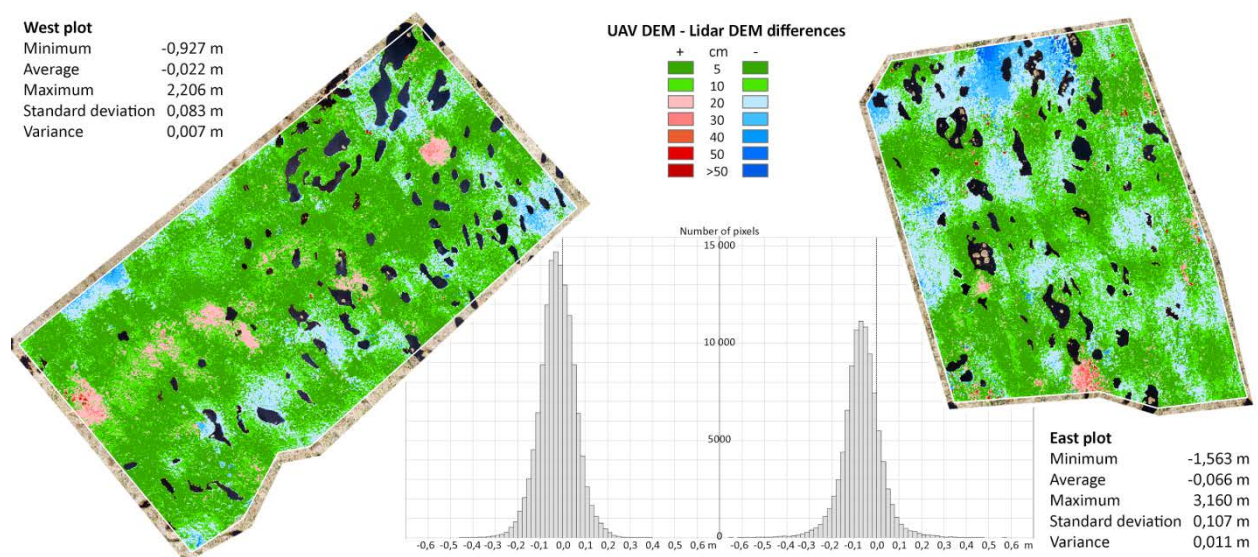 West plot
Minimum -0,927 m
Average -0,022 m
Maximum 2,206 m
Standard deviation 0,083 m
Variance 0,007 m
UAV DEM - Lidar DEM differences
+ cm -
5
10
20
30
40
50
>50
Number of pixels
15 000
10 000
5000
-0,6 -0,5 -0,4 -0,3 -0,2 -0,1 0,0 0,1 0,2 0,3 0,4 0,5 0,6 m
-0,6 -0,5 -0,4 -0,3 -0,2 -0,1 0,0 0,1 0,2 0,3 0,4 0,5 0,6 m
East plot
Minimum -1,563 m
Average -0,066 m
Maximum 3,160 m
Standard deviation 0,107 m
Variance 0,011 m